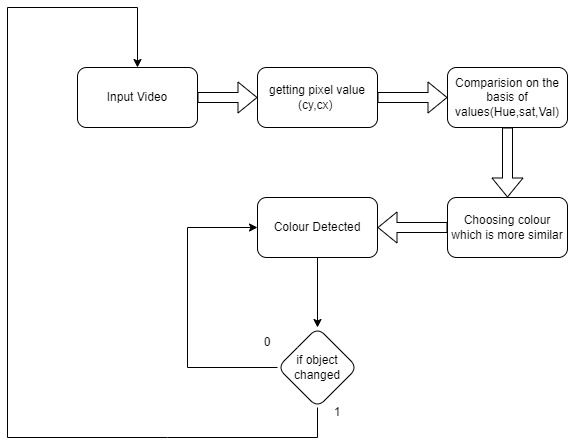 Input Video
getting pixel value
(cy,cx)
Comparision on the
basis of
values(Hue,sat,Val)
Colour Detected
Choosing colour
which is more similar
0
if object
changed
1